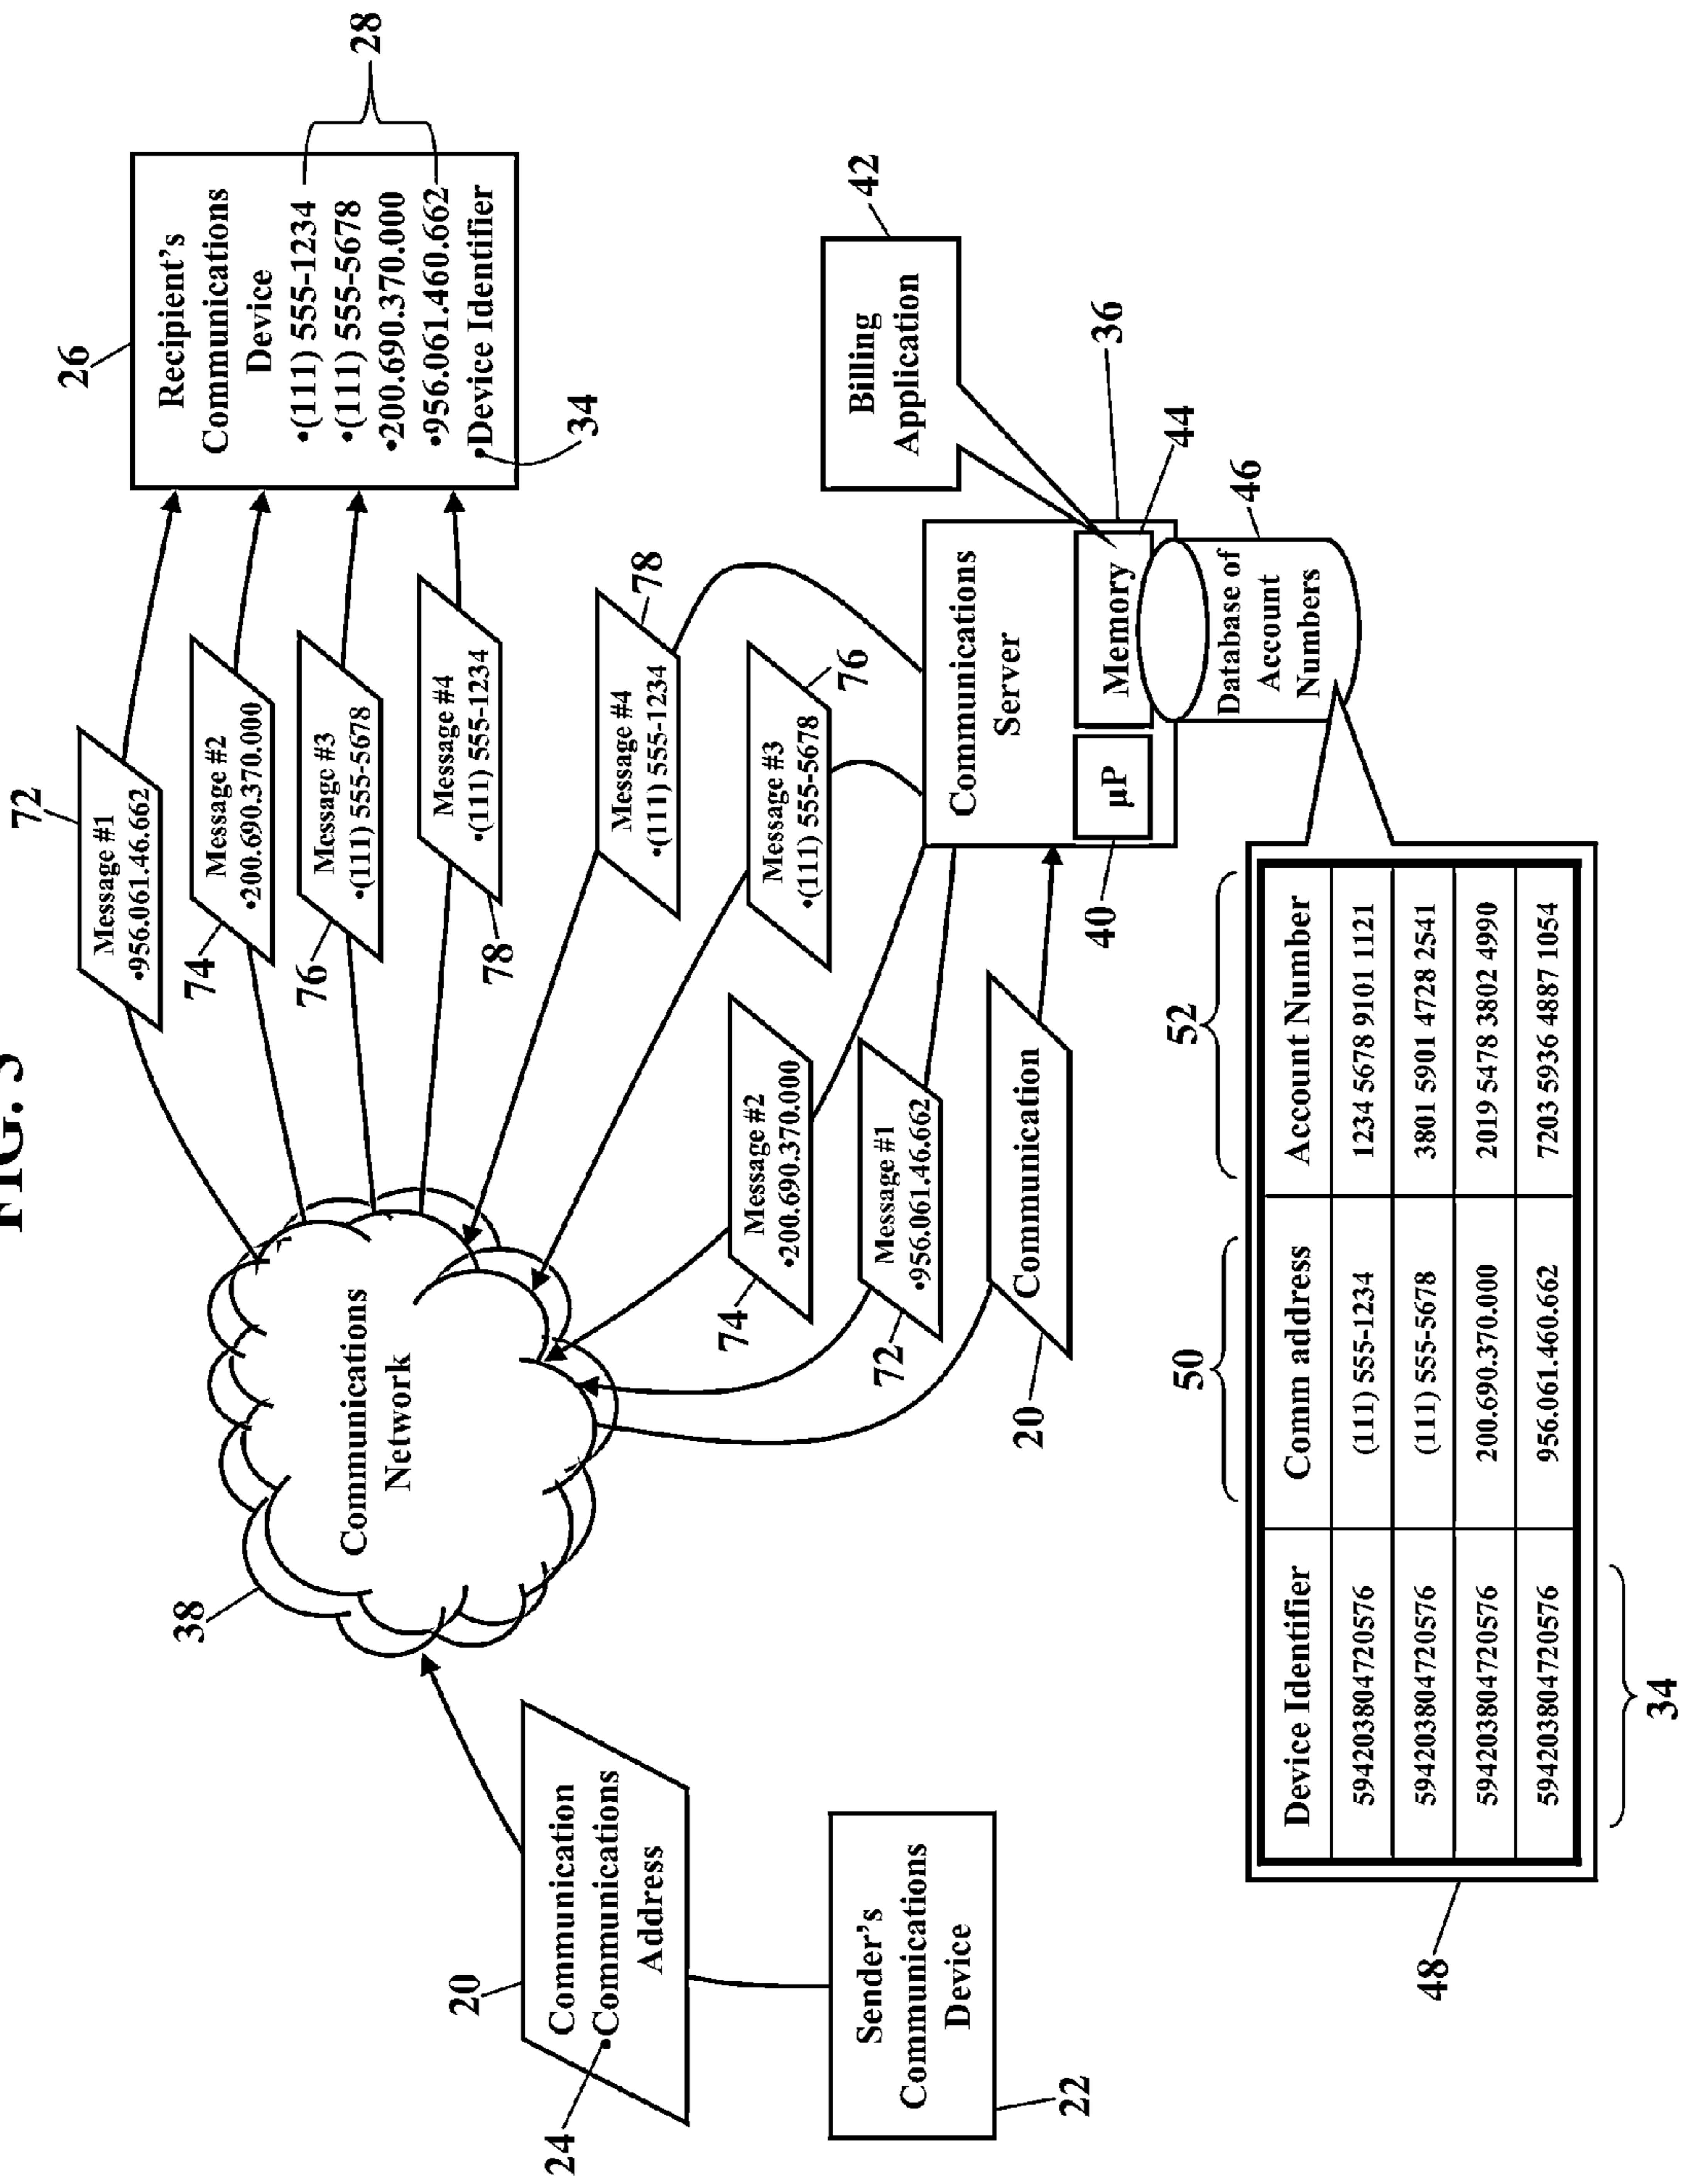 FIG.
38
72
26
Message #1
•956.061.46.662
Recipient's
Communications
Device
•(111) 555-1234
•(111) 555-5678
•200.690.370.000
•956.061.460.662
•Device Identifier
28
34
74
Message #2
•200.690.370.000
76
Message #3
•(111) 555-5678
78
Message #4
•(111) 555-1234
Communications
Network
20
24
Communication
•Communications
Address
Sender's
Communications
Device
22
Message #4
•(111) 555-1234
78
Message #3
•(111) 555-5678
76
74
Message #2
•200.690.370.000
72
Message #1
•956.061.46.662
20
Communication
Billing
Application
42
Communications
Server
36
40
µP
Memory
44
Database of
Account
Numbers
46
50
52
Device Identifier Comm address Account Number
594203804720576 (111) 555-1234 1234 5678 9101 1121
594203804720576 (111) 555-5678 3801 5901 4728 2541
594203804720576 200.690.370.000 2019 5478 3802 4990
594203804720576 956.061.460.662 7203 5936 4887 1054
48
34